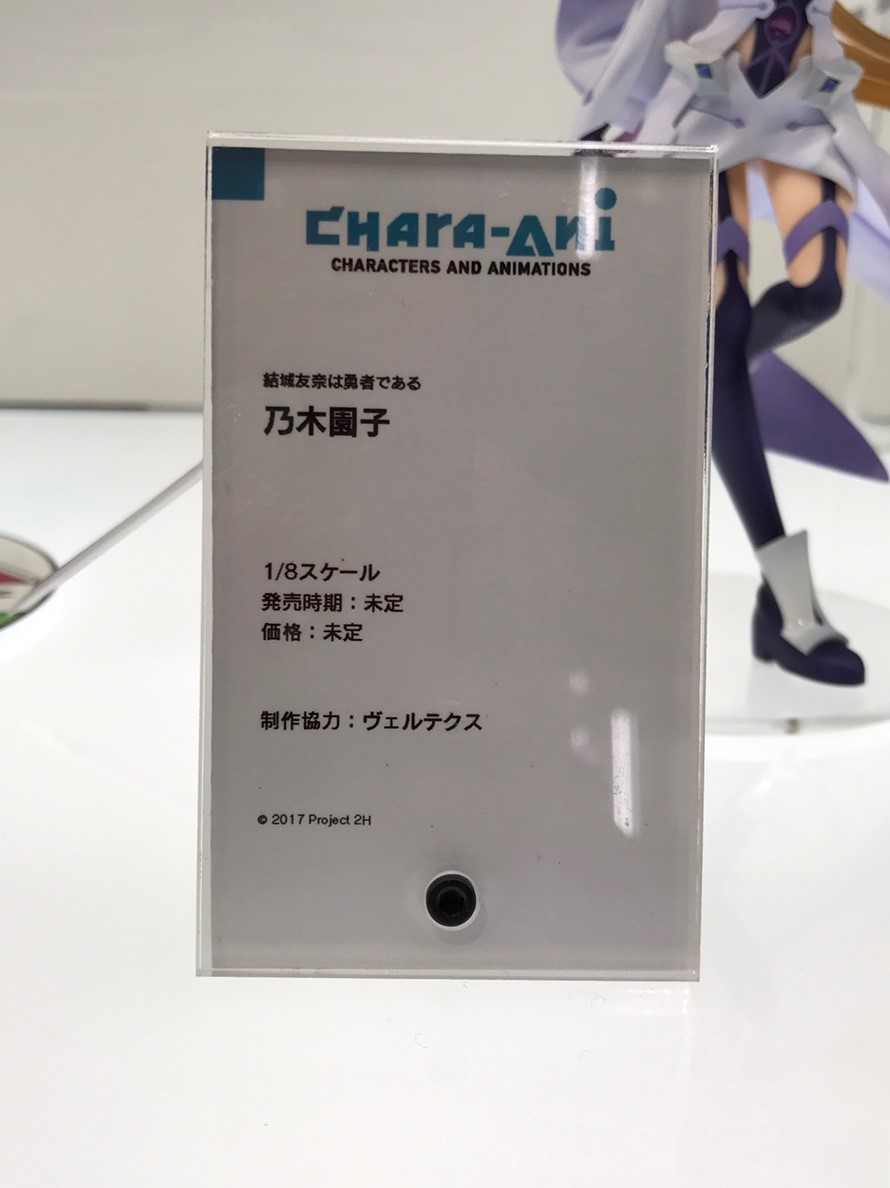 CHARA-ANI
CHARACTERS AND ANIMATIONS
結城友奈は勇者である
乃木園子
1/8スケール
発売時期：未定
価格：未定
制作協力：ヴェルテクス
© 2017 Project 2H